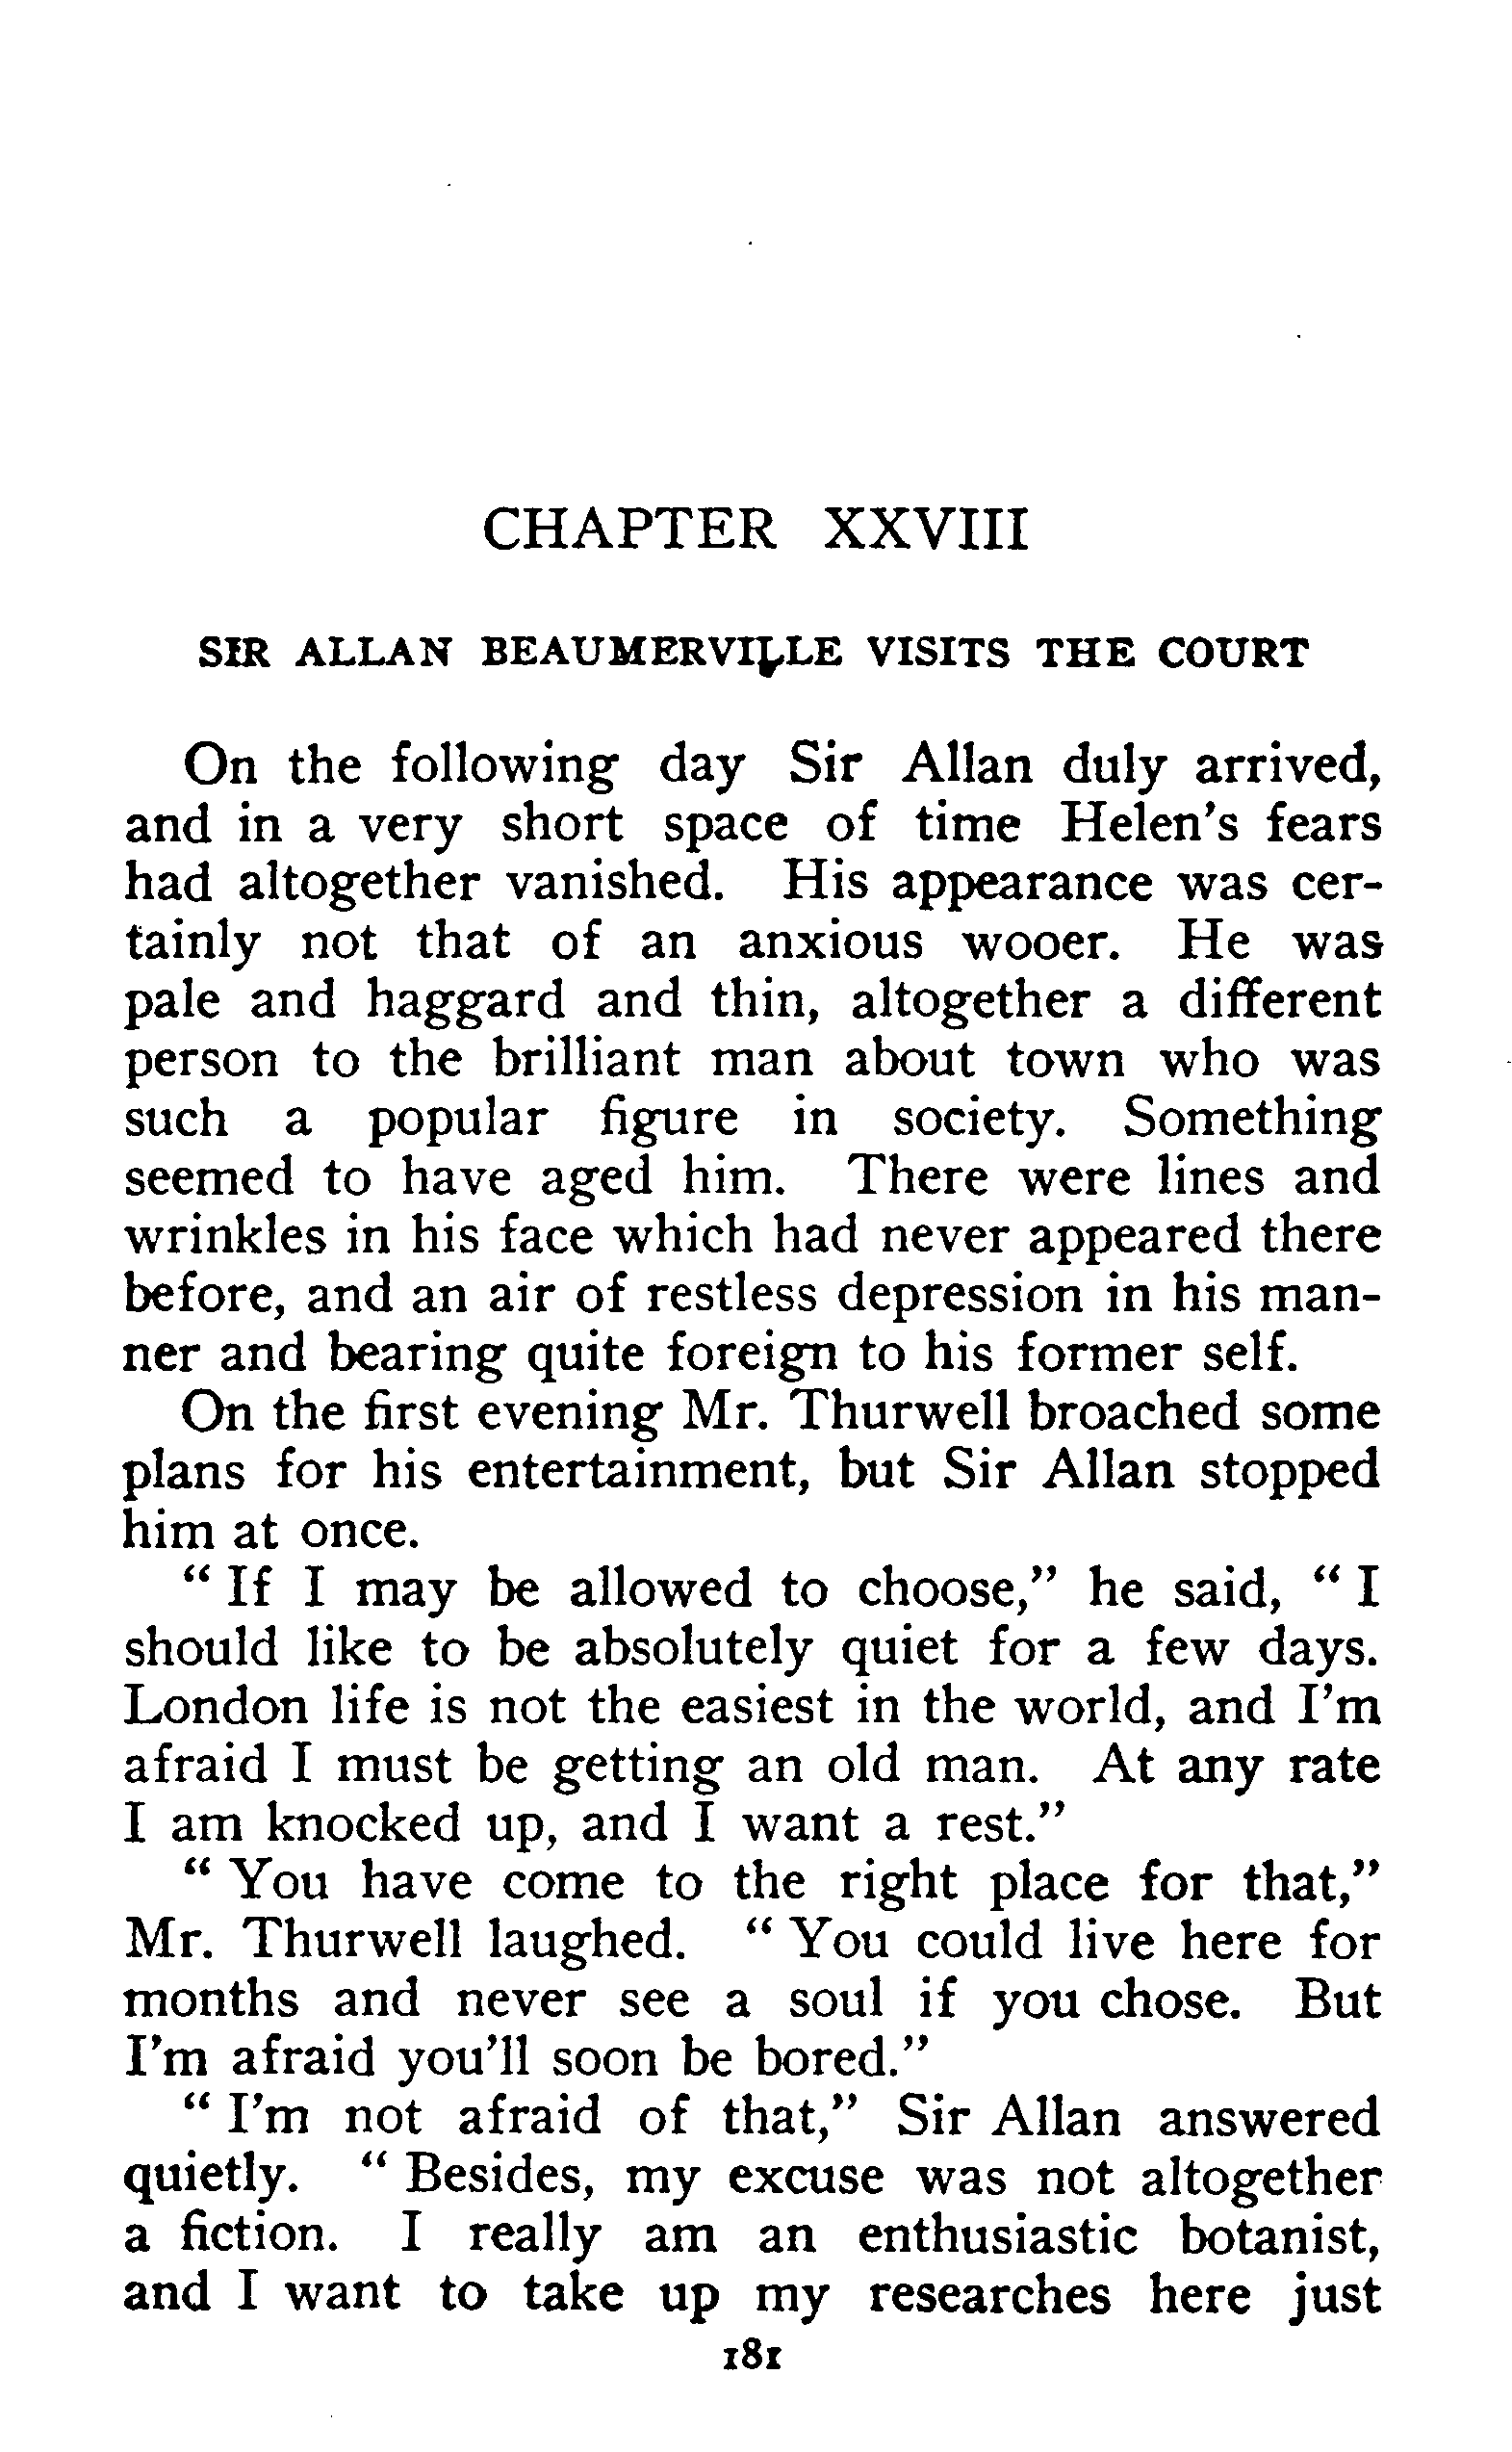 CHAPTER XXVIII
SIR ALLAN BEAUMERVILLE VISITS THE COURT
On the following day Sir Allan duly arrived,
and in a very short space of time Helen's fears
had altogether vanished. His appearance was cer-
tainly not that of an anxious wooer. He was
pale and haggard and thin, altogether a different
person to the brilliant man about town who was
such a popular figure in society. Something
seemed to have aged him. There were lines and
wrinkles in his face which had never appeared there
before, and an air of restless depression in his man-
ner and bearing quite foreign to his former self.
On the first evening Mr. Thurwell broached some
plans for his entertainment, but Sir Allan stopped
him at once.
“ If I may be allowed to choose,” he said, “ I
should like to be absolutely quiet for a few days.
London life is not the easiest in the world, and I'm
afraid I must be getting an old man. At any rate
I am knocked up, and I want a rest.”
“ You have come to the right place for that,”
Mr. Thurwell laughed. “ You could live here for
months and never see a soul if you chose. But
I'm afraid you'll soon be bored.”
“ I'm not afraid of that,” Sir Allan answered
quietly. “ Besides, my excuse was not altogether
a fiction. I really am an enthusiastic botanist,
and I want to take up my researches here just
181